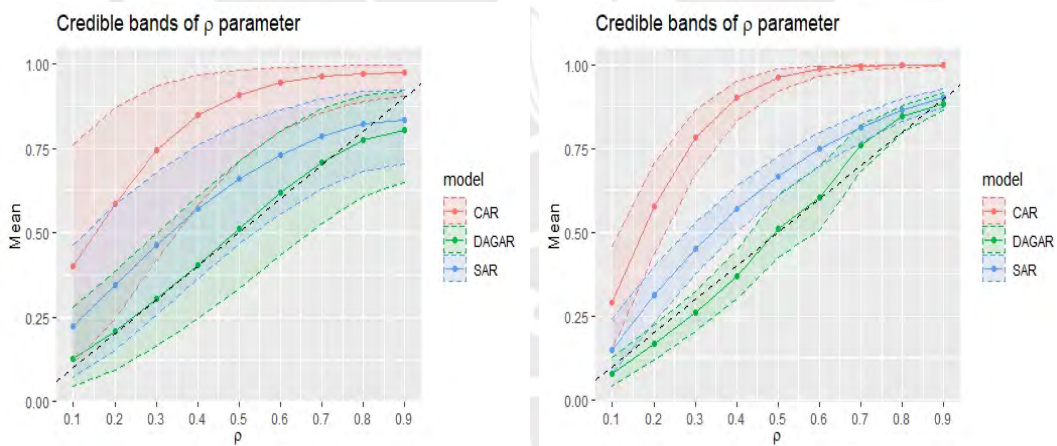 Credible bands of ρ parameter
1.00
0.75
0.50
0.25
0.00
Mean
0.1 0.2 0.3 0.4 0.5 0.6 0.7 0.8 0.9
ρ
model
CAR
DAGAR
SAR
Credible bands of ρ parameter
1.00
0.75
0.50
0.25
0.00
Mean
0.1 0.2 0.3 0.4 0.5 0.6 0.7 0.8 0.9
ρ
model
CAR
DAGAR
SAR